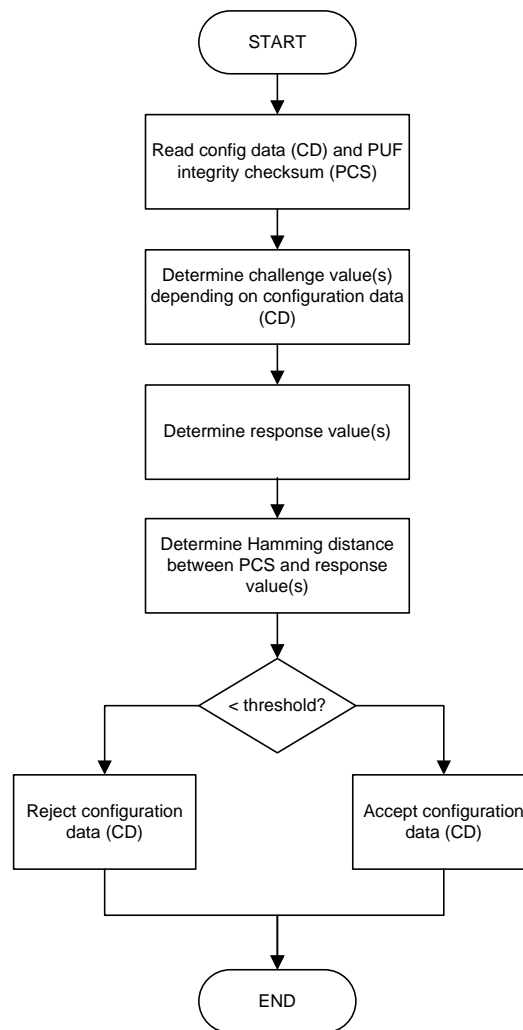 START
Read config data (CD) and PUF
integrity checksum (PCS)
Determine challenge value(s)
depending on configuration data
(CD)
Determine response value(s)
Determine Hamming distance
between PCS and response
value(s)
< threshold?
Reject configuration
data (CD)
Accept configuration
data (CD)
END